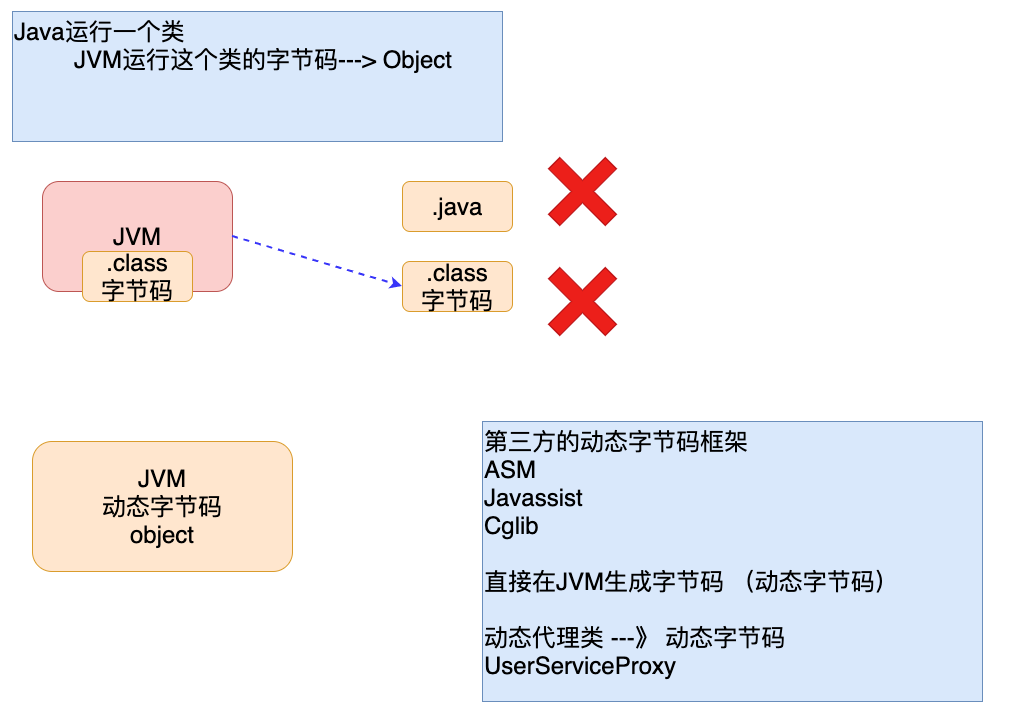 Java运行一个类
JVM运行这个类的字节码---> Object
JVM
.class
字节码
.java
.class
字节码
JVM
动态字节码
object
第三方的动态字节码框架
ASM
Javassist
Cglib
直接在JVM生成字节码 （动态字节码）
动态代理类 ---》 动态字节码
UserServiceProxy